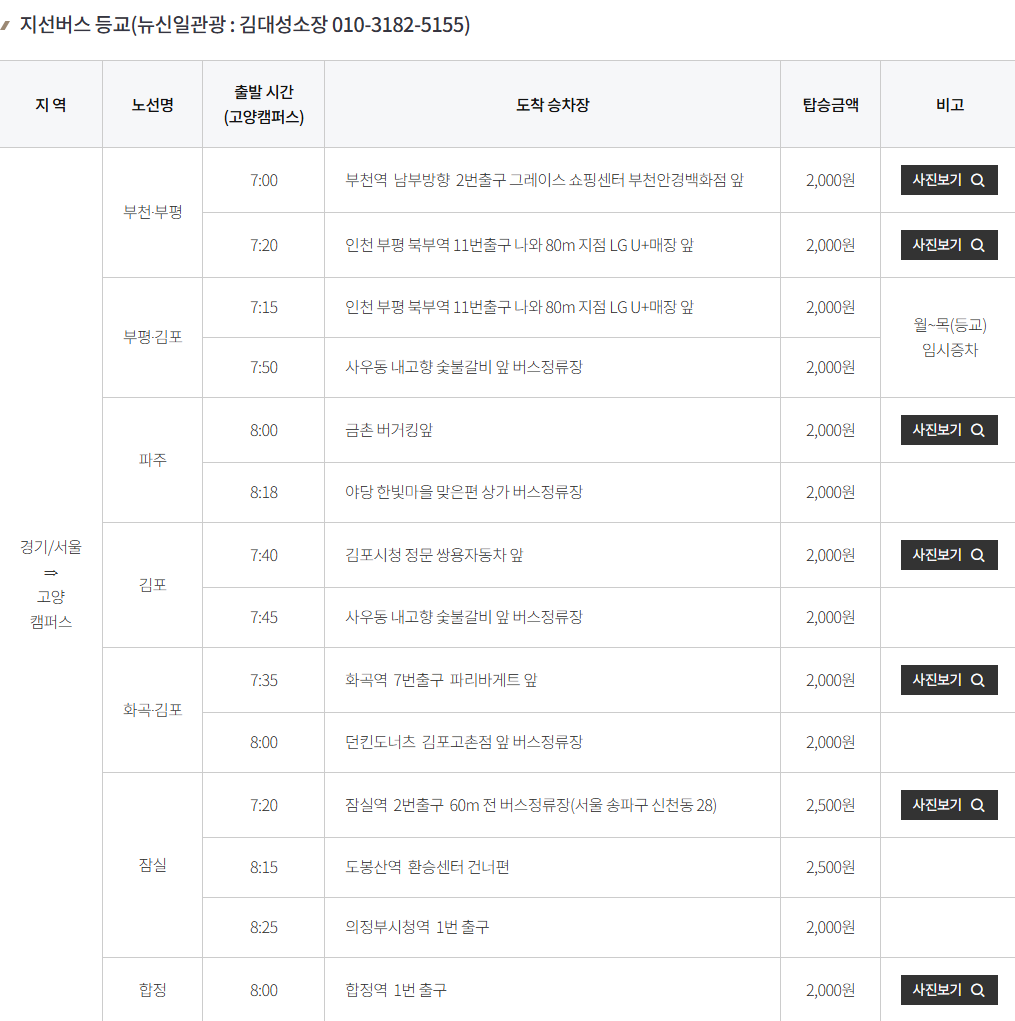 지선버스 등교(뉴신일관광 : 김대성소장 010-3182-5155)
지 역 노선명 출발 시간 (고양캠퍼스) 도착 승차장 탑승금액 비고
경기/서울
⇒
고양
캠퍼스
부천·부평
7:00 부천역 남부방향 2번출구 그레이스 쇼핑센터 부천안경백화점 앞 2,000원 사진보기
7:20 인천 부평 북부역 11번출구 나와 80m 지점 LG U+매장 앞 2,000원 사진보기
부평·김포
7:15 인천 부평 북부역 11번출구 나와 80m 지점 LG U+매장 앞 2,000원
월~목(등교)
임시증차
7:50 사우동 내고향 숯불갈비 앞 버스정류장 2,000원
파주
8:00 금촌 버거킹앞 2,000원 사진보기
8:18 야당 한빛마을 맞은편 상가 버스정류장 2,000원
김포
7:40 김포시청 정문 쌍용자동차 앞 2,000원 사진보기
7:45 사우동 내고향 숯불갈비 앞 버스정류장 2,000원
화곡·김포
7:35 화곡역 7번출구 파리바게트 앞 2,000원 사진보기
8:00 던킨도너츠 김포고촌점 앞 버스정류장 2,000원
잠실
7:20 잠실역 2번출구 60m 전 버스정류장(서울 송파구 신천동 28) 2,500원 사진보기
8:15 도봉산역 환승센터 건너편 2,500원
8:25 의정부시청역 1번 출구 2,000원
합정
8:00 합정역 1번 출구 2,000원 사진보기